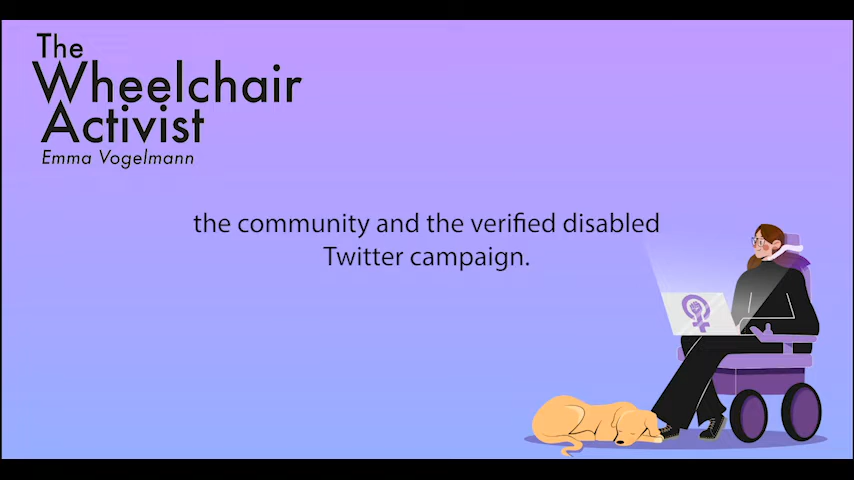 The
Wheelchair
Activist
Emma Vogelmann
the community and the verified disabled
Twitter campaign.